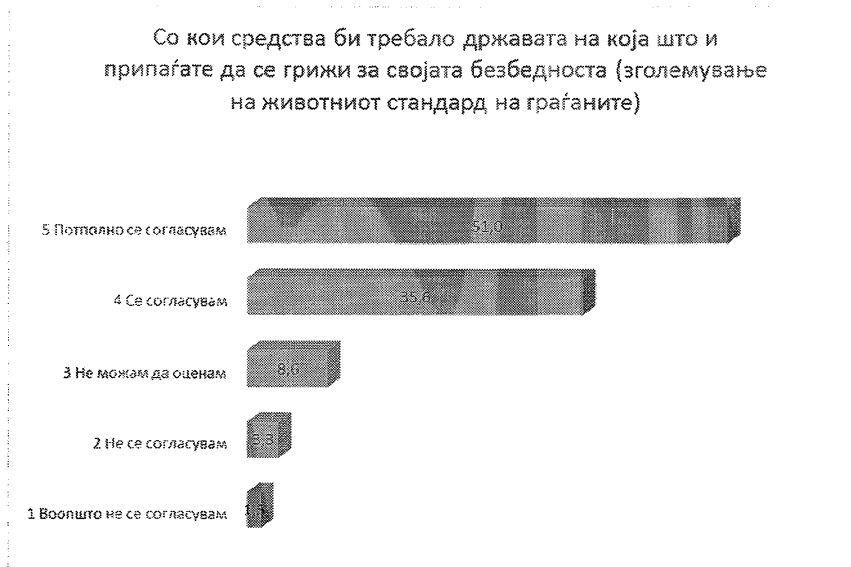 Со кои средства би требало државата на која што и
припаѓате да се грижи за својата безбедноста (зголемување
на животниот стандард на граѓаните)
5 Потполно се согласувам
51,0
4 Се согласувам
35,6
3 Не можам да оценам
8,6
2 Не се согласувам
3,3
1 Воопшто не се согласувам